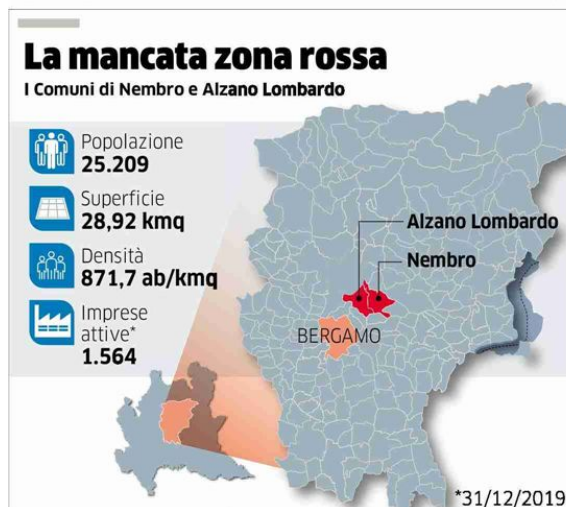 La mancata zona rossa
I Comuni di Nembro e Alzano Lombardo
Popolazione
25.209
Superficie
28,92 kmq
Densità
871,7 ab/kmq
Imprese
attive*
1.564
Alzano Lombardo
Nembro
BERGAMO
*31/12/2019